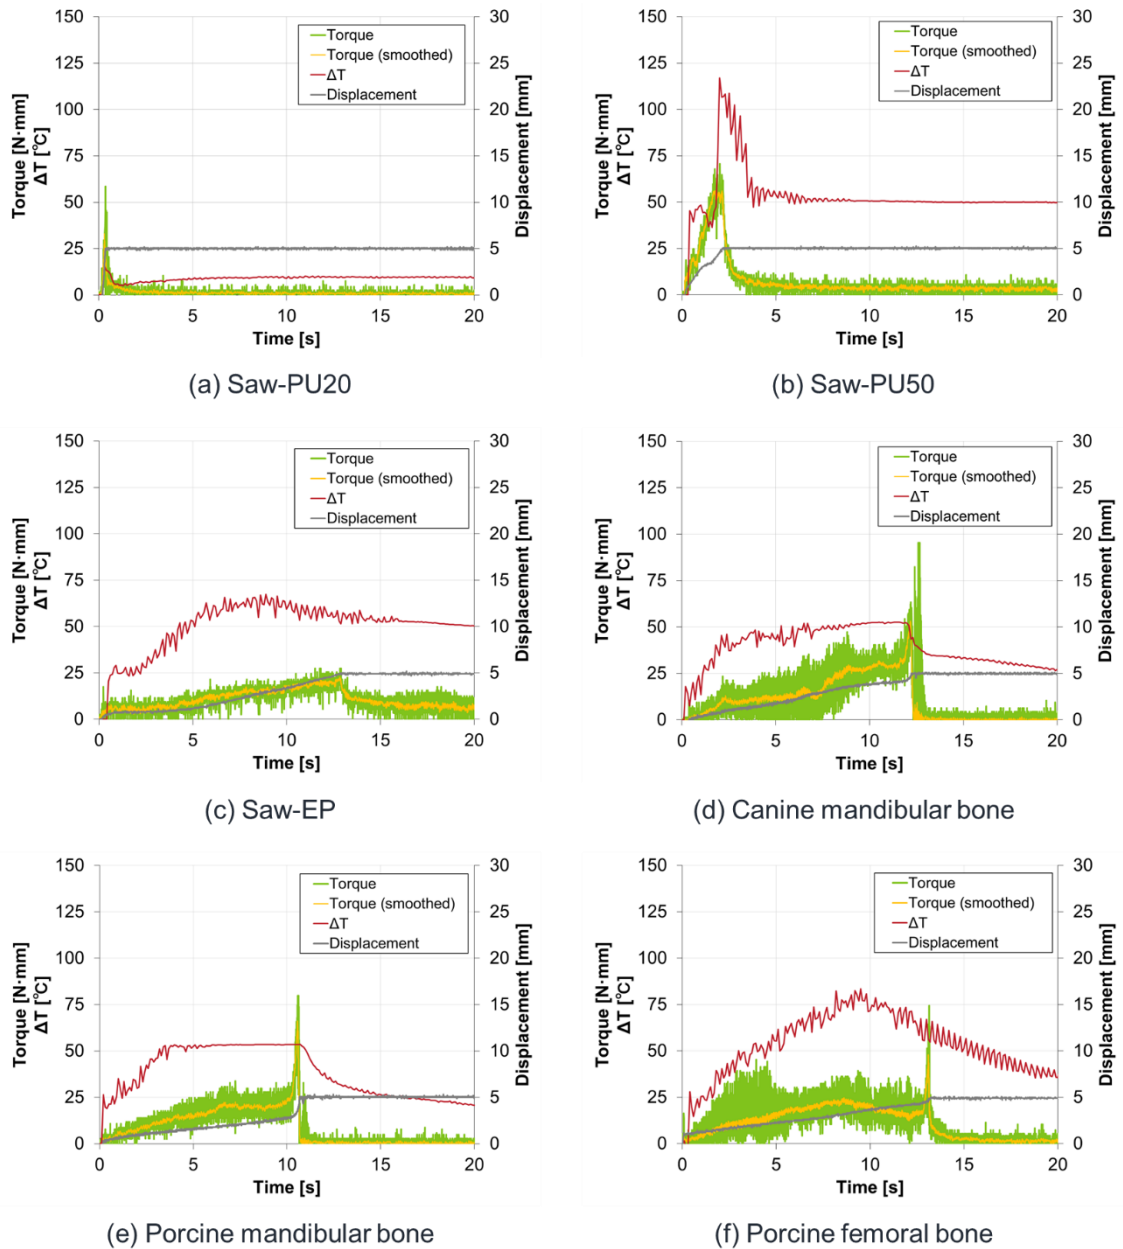 Torque [N·mm]
ΔT [℃]
150
125
100
75
50
25
0
Torque
Torque (smoothed)
ΔT
Displacement
30
25
20
15
10
5
0
Displacement [mm]
0 5 10 15 20
Time [s]
(a) Saw-PU20
Torque [N·mm]
ΔT [℃]
150
125
100
75
50
25
0
Torque
Torque (smoothed)
ΔT
Displacement
30
25
20
15
10
5
0
Displacement [mm]
0 5 10 15 20
Time [s]
(b) Saw-PU50
Torque [N·mm]
ΔT [℃]
150
125
100
75
50
25
0
Torque
Torque (smoothed)
ΔT
Displacement
30
25
20
15
10
5
0
Displacement [mm]
0 5 10 15 20
Time [s]
(c) Saw-EP
Torque [N·mm]
ΔT [℃]
150
125
100
75
50
25
0
Torque
Torque (smoothed)
ΔT
Displacement
30
25
20
15
10
5
0
Displacement [mm]
0 5 10 15 20
Time [s]
(d) Canine mandibular bone
Torque [N·mm]
ΔT [℃]
150
125
100
75
50
25
0
Torque
Torque (smoothed)
ΔT
Displacement
30
25
20
15
10
5
0
Displacement [mm]
0 5 10 15 20
Time [s]
(e) Porcine mandibular bone
Torque [N·mm]
ΔT [℃]
150
125
100
75
50
25
0
Torque
Torque (smoothed)
ΔT
Displacement
30
25
20
15
10
5
0
Displacement [mm]
0 5 10 15 20
Time [s]
(f) Porcine femoral bone